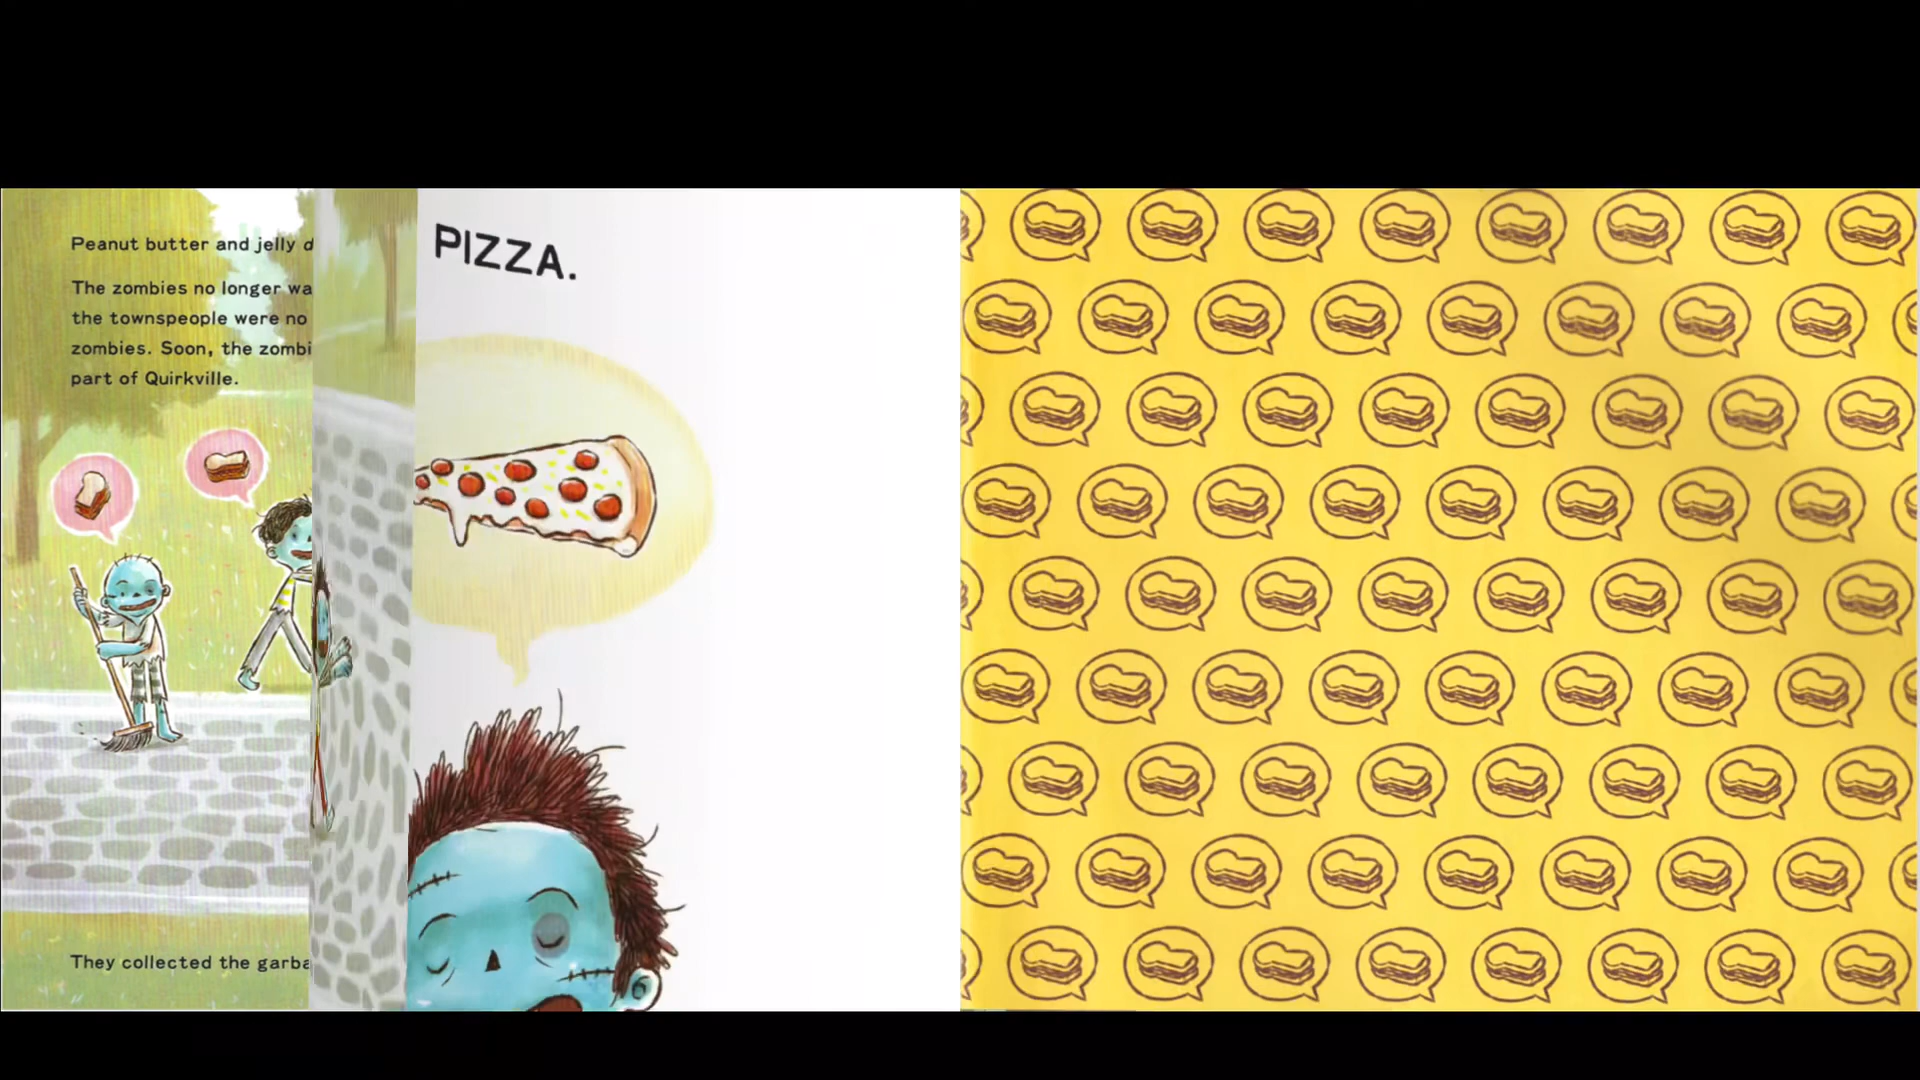 Peanut butter and jelly d
The zombies no longer wa
the townspeople were no
zombies. Soon, the zombi
part of Quirkville.
They collected the garba
PIZZA.